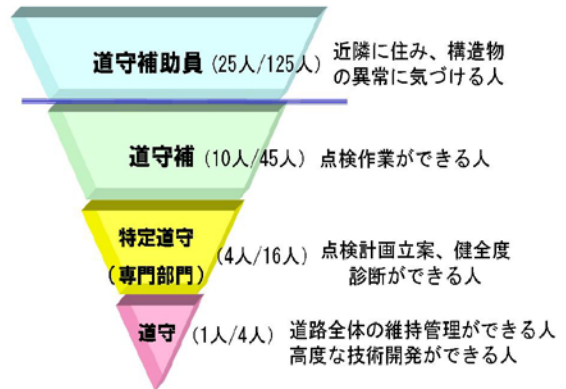 道守補助員 (25人/125人) 近隣に住み、構造物
の異常に気づける人
道守補 (10人/45人) 点検作業ができる人
特定道守
(専門部門)
(4人/16人) 点検計画立案、健全度
診断ができる人
道守 (1人/4人) 道路全体の維持管理ができる人
高度な技術開発ができる人